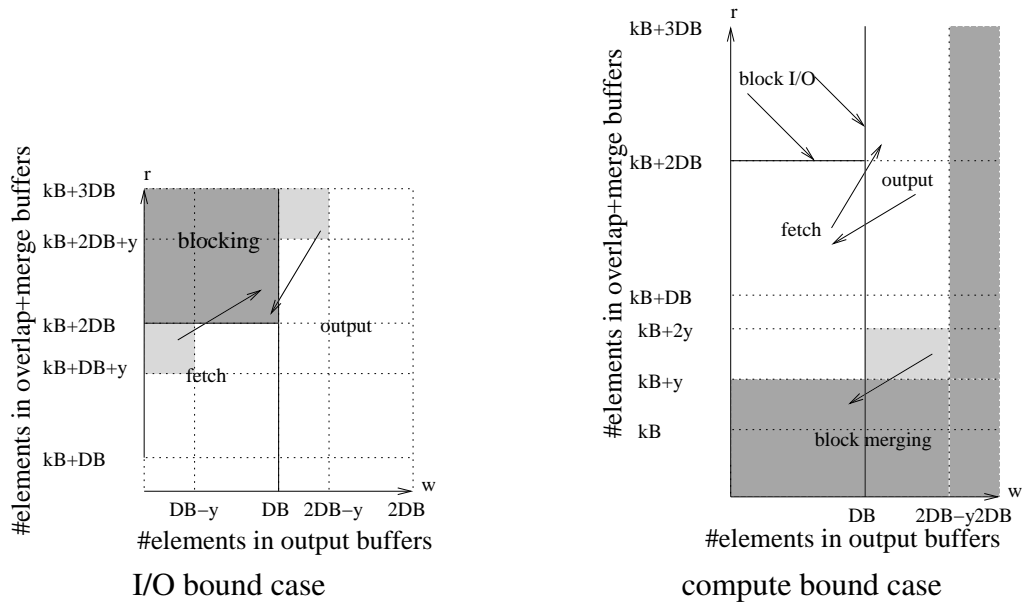 r
kB+3DB
kB+2DB+y
kB+2DB
kB+DB+y
kB+DB
#elements in overlap+merge buffers
blocking
output
fetch
w
DB−y
DB
2DB−y
2DB
#elements in output buffers
I/O bound case
r
kB+3DB
kB+2DB
kB+DB
kB+2y
kB+y
kB
#elements in overlap+merge buffers
block I/O
output
fetch
block merging
w
DB
2DB−y
2DB
#elements in output buffers
compute bound case